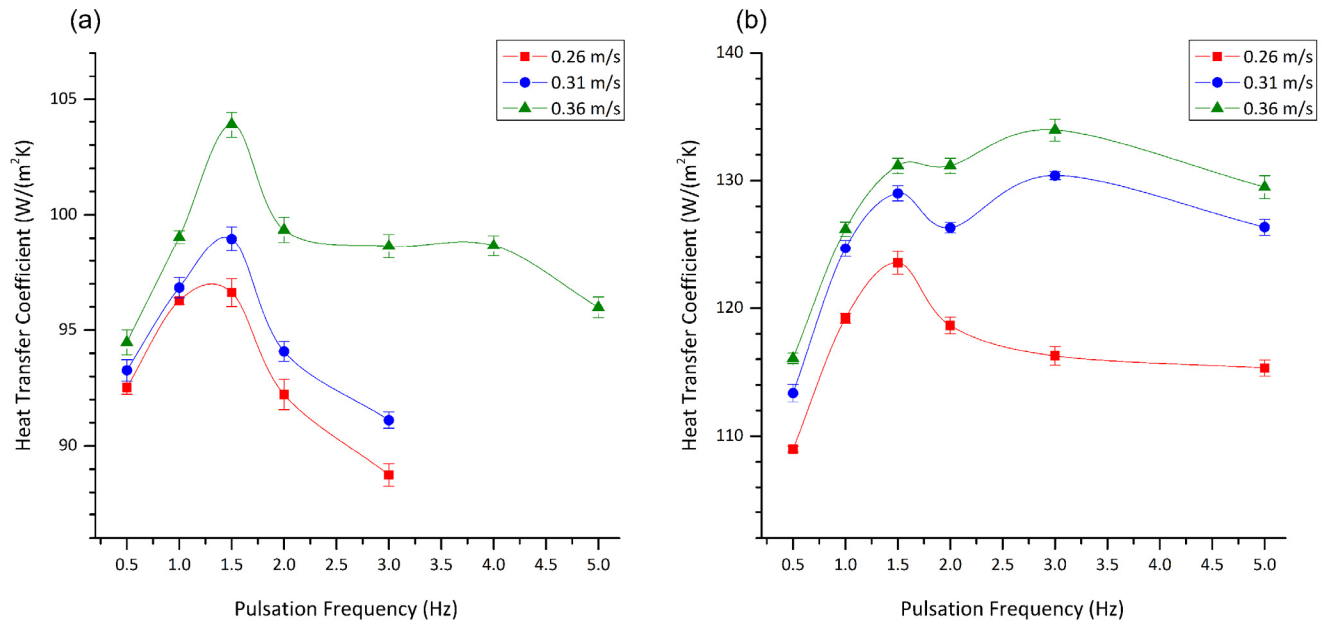 (a)
0.26 m/s
0.31 m/s
0.36 m/s
105
100
95
90
Heat Transfer Coefficient (W/(m²K)
0.5 1.0 1.5 2.0 2.5 3.0 3.5 4.0 4.5 5.0
Pulsation Frequency (Hz)
(b)
0.26 m/s
0.31 m/s
0.36 m/s
140
130
120
110
Heat Transfer Coefficient (W/(m²K)
0.5 1.0 1.5 2.0 2.5 3.0 3.5 4.0 4.5 5.0
Pulsation Frequency (Hz)